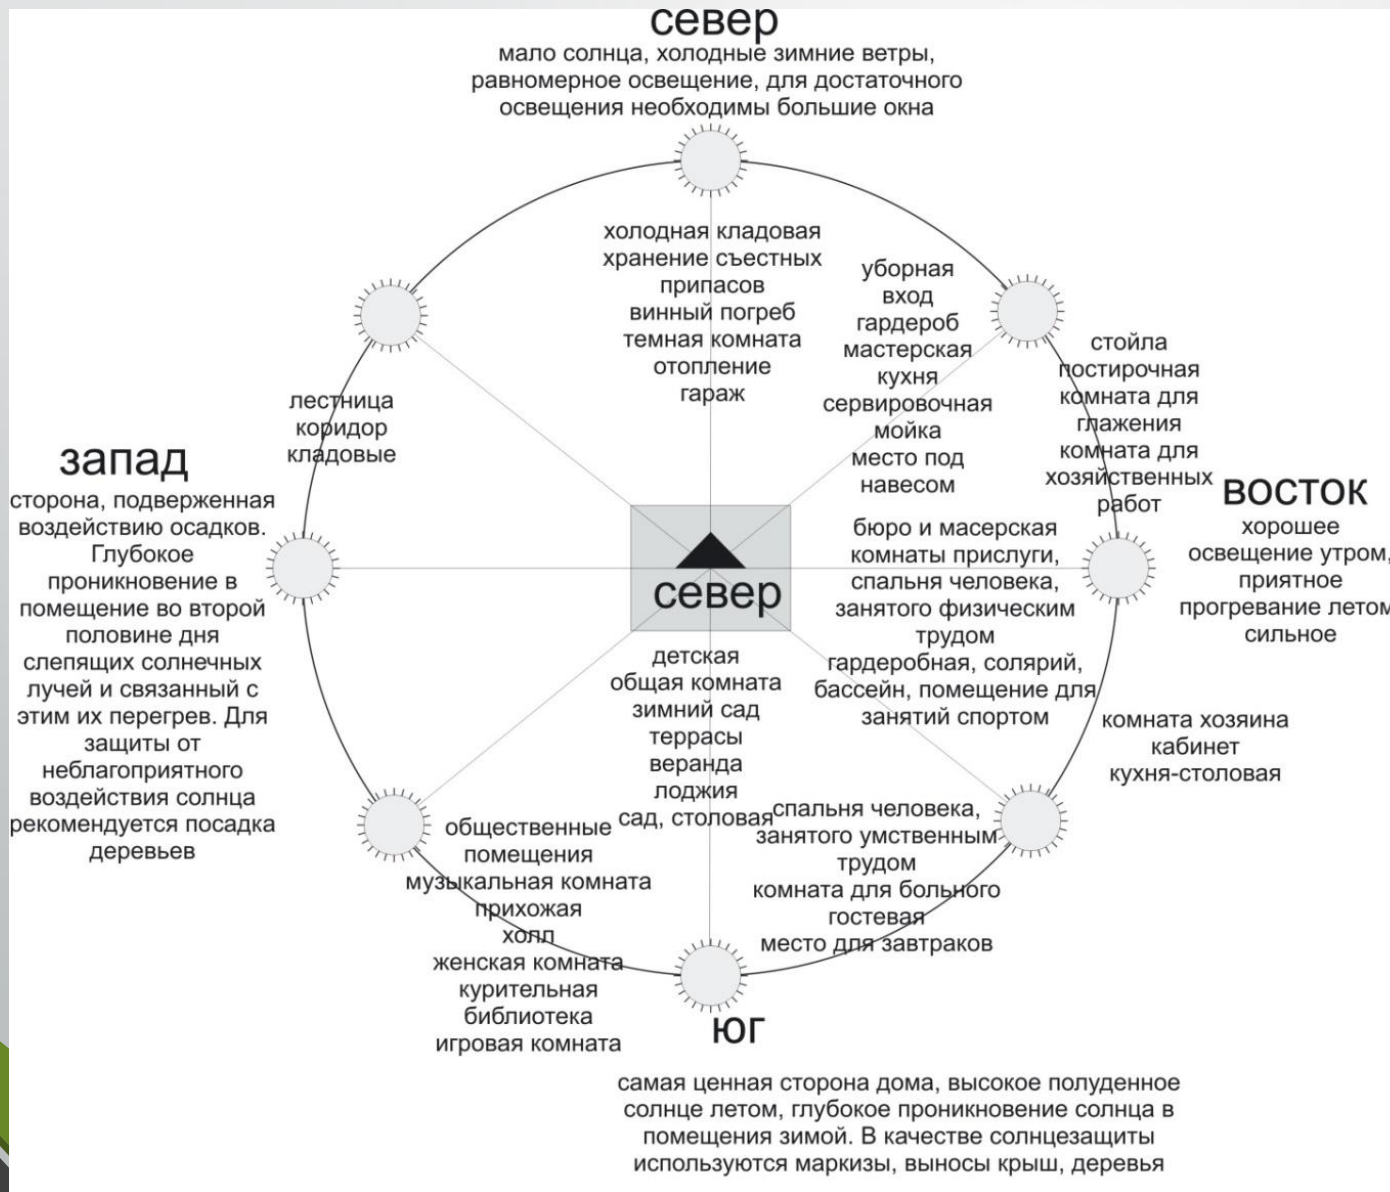 север
мало солнца, холодные зимние ветры,
равномерное освещение, для достаточного
освещения необходимы большие окна
холодная кладовая
хранение съестных
припасов
винный погреб
темная комната
отопление
гараж
уборная
вход
гардероб
мастерская
кухня
сервировочная
мойка
место под
навесом
стойла
постирочная
комната для
глажения
комната для
хозяйственных
работ
лестница
коридор
кладовые
запад
сторона, подверженная
воздействию осадков.
Глубокое
проникновение в
помещение во второй
половине дня
слепящих солнечных
лучей и связанный с
этим их перегрев. Для
защиты от
неблагоприятного
воздействия солнца
рекомендуется посадка
деревьев
восток
хорошее
освещение утром,
приятное
прогревание летом
сильное
север
бюро и масерская
комнаты прислуги,
спальня человека,
занятого физическим
трудом
гардеробная, солярий,
бассейн, помещение для
занятий спортом
детская
общая комната
зимний сад
террасы
веранда
лоджия
сад, столовая
комната хозяина
кабинет
кухня-столовая
спальня человека,
занятого умственным
трудом
комната для больного
гостевая
место для завтраков
общественные
помещения
музыкальная комната
прихожая
холл
женская комната
курительная
библиотека
игровая комната
юг
самая ценная сторона дома, высокое полуденное
солнце летом, глубокое проникновение солнца в
помещения зимой. В качестве солнцезащиты
используются маркизы, выносы крыш, деревья